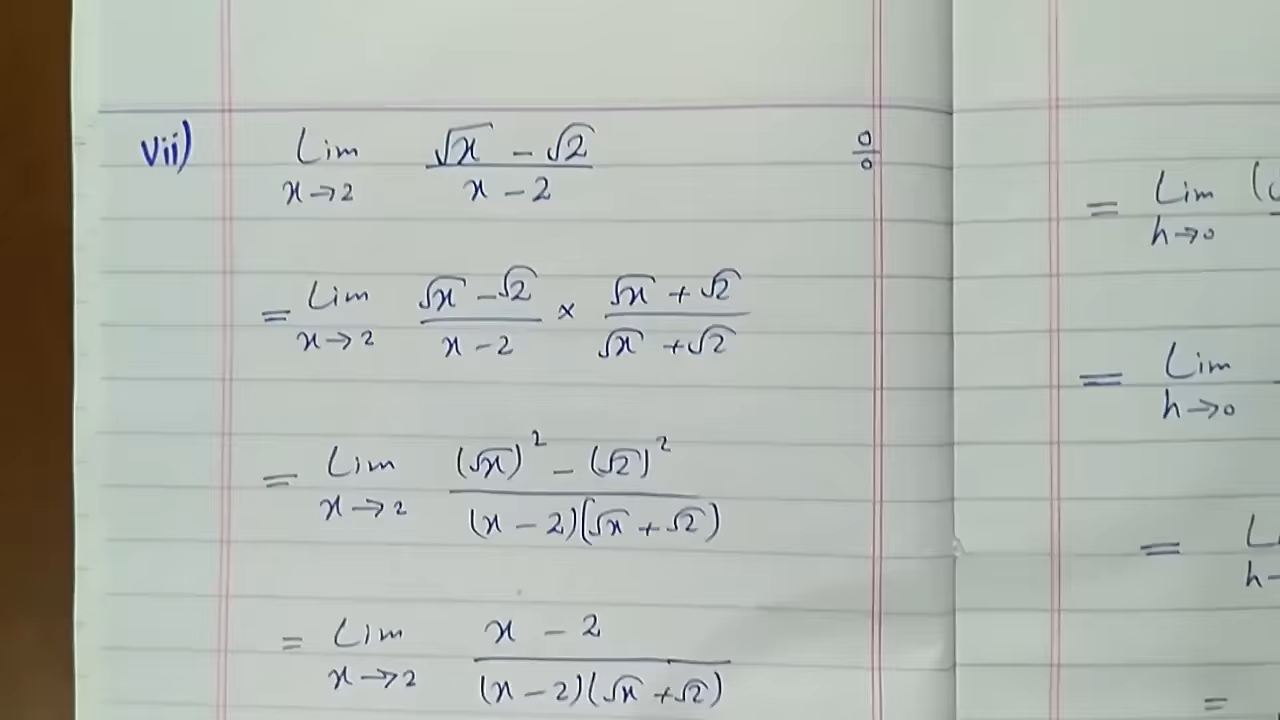 vii) Lim x→2 (√x − √2)/(x − 2) 0/0
= Lim x→2 (√x − √2)/(x − 2) × (√x + √2)/(√x + √2)
= Lim x→2 ((√x)² − (√2)²)/((x − 2)(√x + √2))
= Lim x→2 (x − 2)/((x − 2)(√x + √2))
= Lim h→0 (
= Lim h→0
= L h→
=